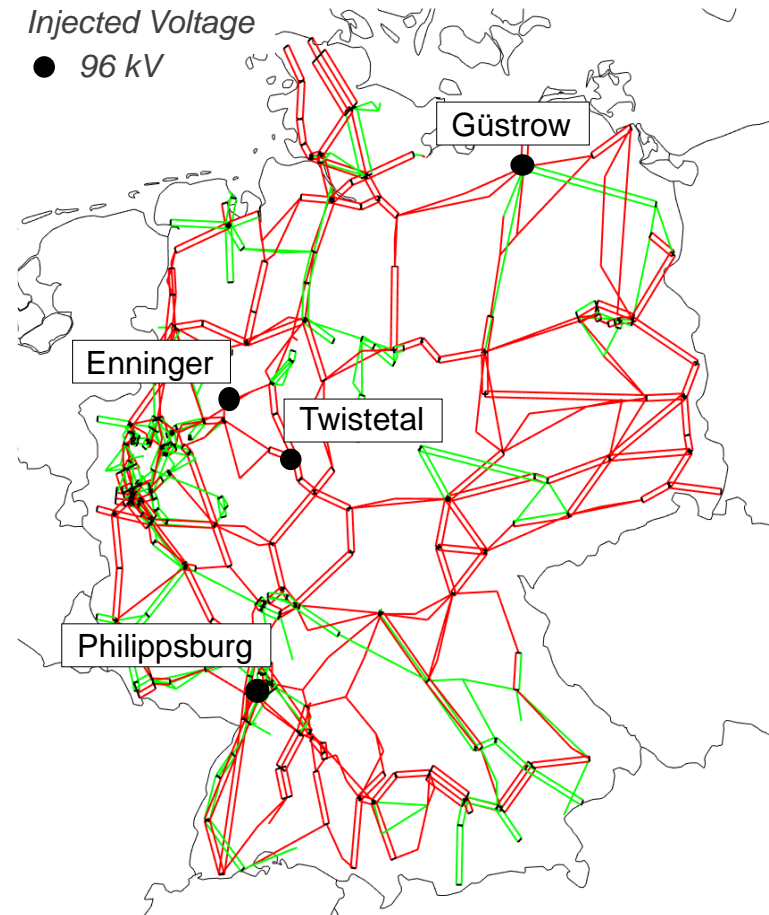 Injected Voltage
96 kV
Güstrow
Enninger
Twistetal
Philippsburg